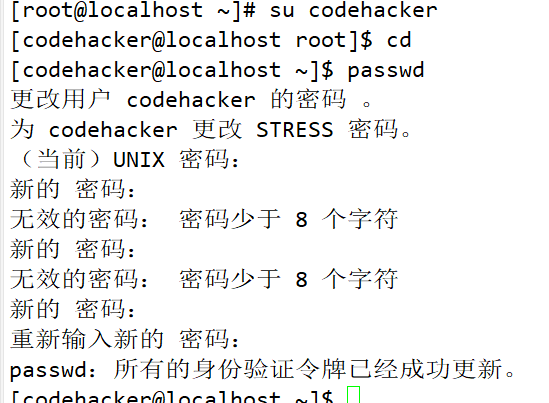 [root@localhost ~]# su codehacker
[codehacker@localhost root]$ cd
[codehacker@localhost ~]$ passwd
更改用户 codehacker 的密码 。
为 codehacker 更改 STRESS 密码。
（当前）UNIX 密码：
新的 密码：
无效的密码： 密码少于 8 个字符
新的 密码：
无效的密码： 密码少于 8 个字符
新的 密码：
重新输入新的 密码：
passwd：所有的身份验证令牌已经成功更新。
[codehacker@localhost ~]$